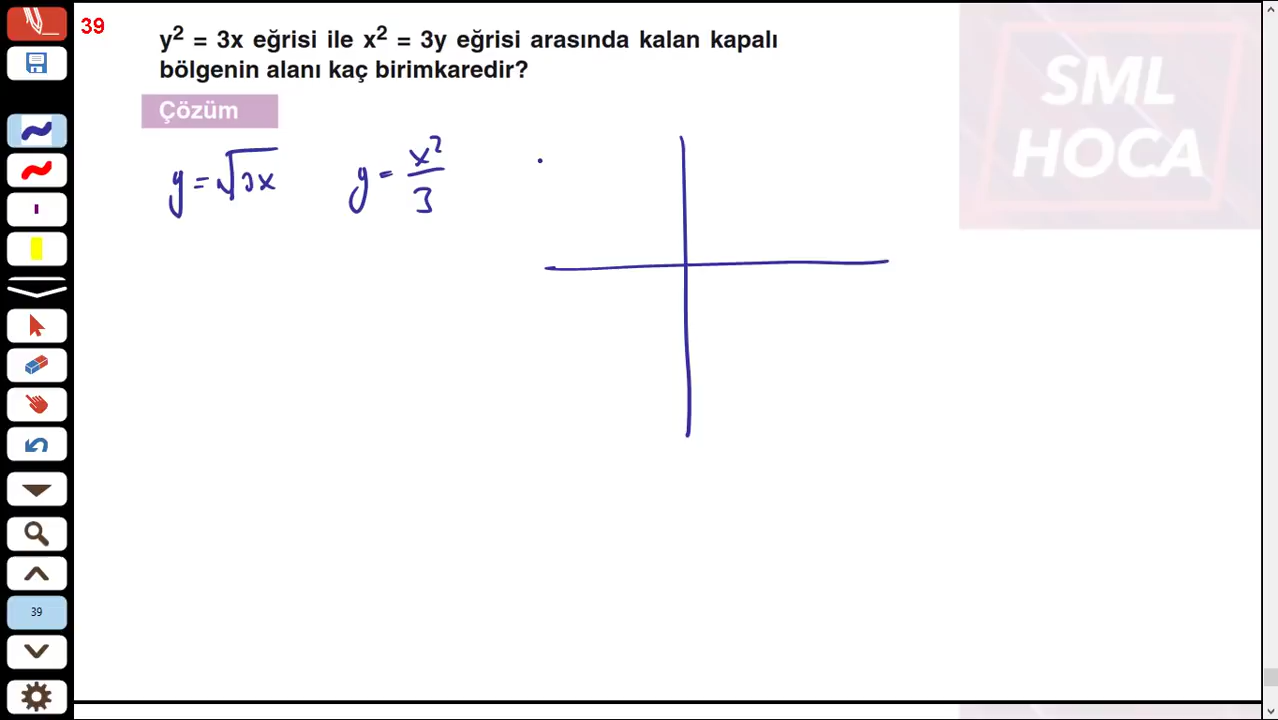 39
y² = 3x eğrisi ile x² = 3y eğrisi arasında kalan kapalı
bölgenin alanı kaç birimkaredir?
Çözüm
y = √3x    y = x²/3
SML
HOCA
39